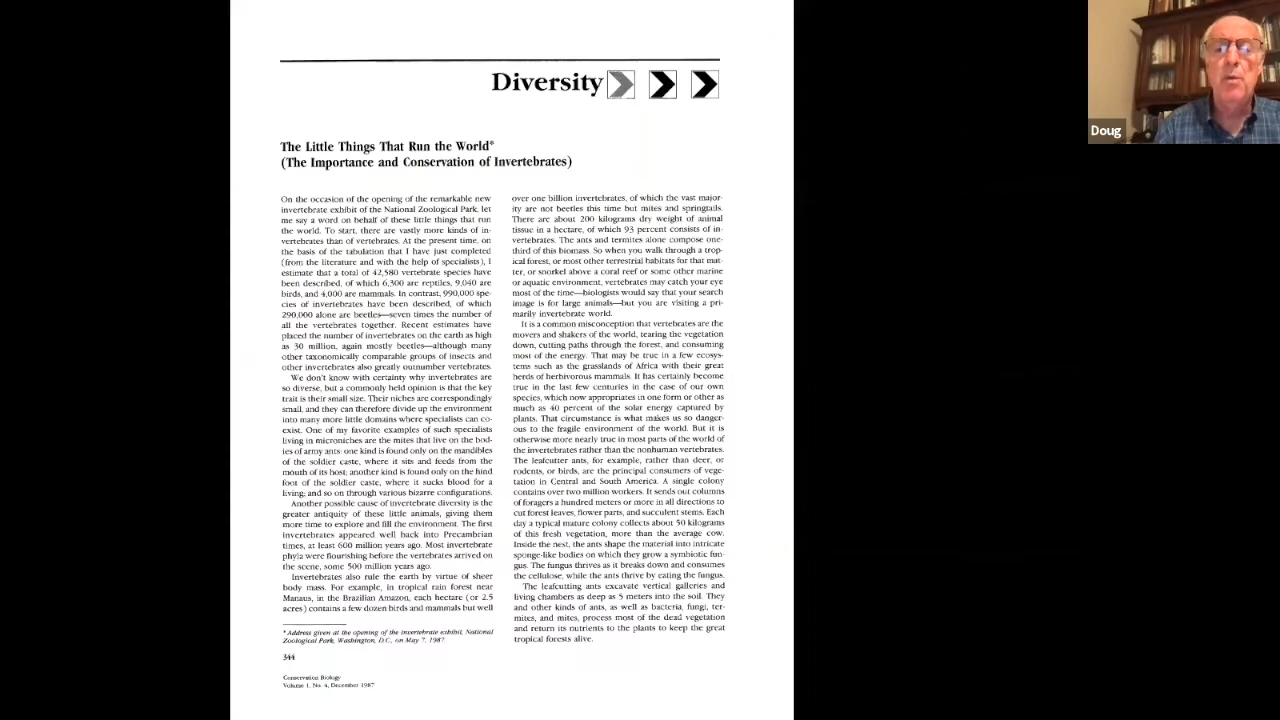 Diversity
The Little Things That Run the World*
(The Importance and Conservation of Invertebrates)
On the occasion of the opening of the remarkable new
invertebrate exhibit of the National Zoological Park, let
me say a word on behalf of these little things that run
the world. To start, there are vastly more kinds of in-
vertebrates than of vertebrates. At the present time, on
the basis of the tabulation that I have just completed
(from the literature and with the help of specialists), I
estimate that a total of 42,580 vertebrate species have
been described, of which 6,300 are reptiles, 9,040 are
birds, and 4,000 are mammals. In contrast, 990,000 spe-
cies of invertebrates have been described, of which
290,000 alone are beetles—seven times the number of
all the vertebrates together. Recent estimates have
placed the number of invertebrates on the earth as high
as 30 million, again mostly beetles—although many
other taxonomically comparable groups of insects and
other invertebrates also greatly outnumber vertebrates.
We don't know with certainty why invertebrates are
so diverse, but a commonly held opinion is that the key
trait is their small size. Their niches are correspondingly
small, and they can therefore divide up the environment
into many more little domains where specialists can co-
exist. One of my favorite examples of such specialists
living in microniches are the mites that live on the bod-
ies of army ants: one kind is found only on the mandibles
of the soldier caste, where it sits and feeds from the
mouth of its host; another kind is found only on the hind
foot of the soldier caste, where it sucks blood for a
living; and so on through various bizarre configurations.
Another possible cause of invertebrate diversity is the
greater antiquity of these little animals, giving them
more time to explore and fill the environment. The first
invertebrates appeared well back into Precambrian
times, at least 600 million years ago. Most invertebrate
phyla were flourishing before the vertebrates arrived on
the scene, some 500 million years ago.
Invertebrates also rule the earth by virtue of sheer
body mass. For example, in tropical rain forest near
Manaus, in the Brazilian Amazon, each hectare (or 2.5
acres) contains a few dozen birds and mammals but well
* Address given at the opening of the invertebrate exhibit, National
Zoological Park, Washington, D.C., on May 7, 1987.
344
Conservation Biology
Volume 1, No. 4, December 1987
over one billion invertebrates, of which the vast major-
ity are not beetles this time but mites and springtails.
There are about 200 kilograms dry weight of animal
tissue in a hectare, of which 93 percent consists of in-
vertebrates. The ants and termites alone compose one-
third of this biomass. So when you walk through a trop-
ical forest, or most other terrestrial habitats for that mat-
ter, or snorkel above a coral reef or some other marine
or aquatic environment, vertebrates may catch your eye
most of the time—biologists would say that your search
image is for large animals—but you are visiting a pri-
marily invertebrate world.
It is a common misconception that vertebrates are the
movers and shakers of the world, tearing the vegetation
down, cutting paths through the forest, and consuming
most of the energy. That may be true in a few ecosys-
tems such as the grasslands of Africa with their great
herds of herbivorous mammals. It has certainly become
true in the last few centuries in the case of our own
species, which now appropriates in one form or other as
much as 40 percent of the solar energy captured by
plants. That circumstance is what makes us so danger-
ous to the fragile environment of the world. But it is
otherwise more nearly true in most parts of the world of
the invertebrates rather than the nonhuman vertebrates.
The leafcutter ants, for example, rather than deer, or
rodents, or birds, are the principal consumers of vege-
tation in Central and South America. A single colony
contains over two million workers. It sends out columns
of foragers a hundred meters or more in all directions to
cut forest leaves, flower parts, and succulent stems. Each
day a typical mature colony collects about 50 kilograms
of this fresh vegetation, more than the average cow.
Inside the nest, the ants shape the material into intricate
sponge-like bodies on which they grow a symbiotic fun-
gus. The fungus thrives as it breaks down and consumes
the cellulose, while the ants thrive by eating the fungus.
The leafcutting ants excavate vertical galleries and
living chambers as deep as 5 meters into the soil. They
and other kinds of ants, as well as bacteria, fungi, ter-
mites, and mites, process most of the dead vegetation
and return its nutrients to the plants to keep the great
tropical forests alive.
Doug